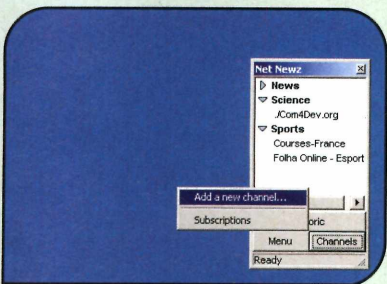 Net Newz
News
Science
./Com4Dev.org
Sports
Courses-France
Folha Online - Esport
Add a new channel...
Subscriptions
oric
Menu
Channels
Ready